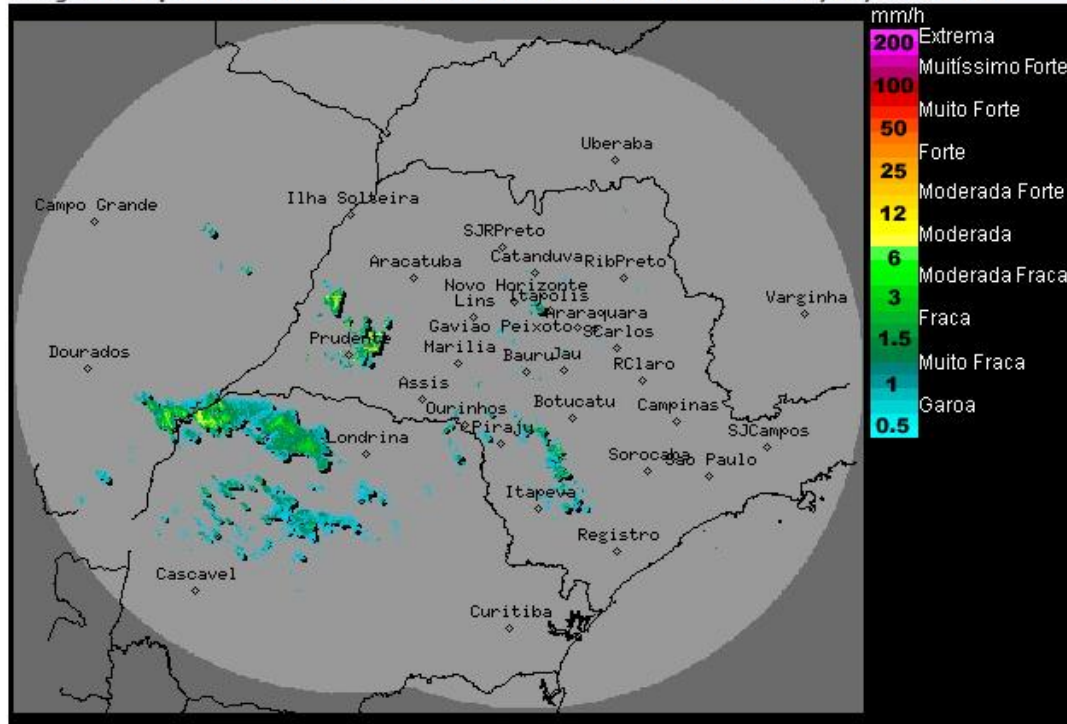 mm/h
200 Extrema
Muitíssimo Forte
100
Muito Forte
50
Forte
25
Moderada Forte
12
Moderada
6
Moderada Fraca
3
Fraca
1.5
Muito Fraca
1
Garoa
0.5
Uberaba
Campo Grande
Ilha Solteira
SJRPreto
Aracatuba
Catanduva
RibPreto
Novo Horizonte
Lins
Itapolis
Varginha
Araraquara
Gavião Peixoto
SCarlos
Prudente
Dourados
Marilia
Bauru
Jau
RClaro
Assis
Ourinhos
Botucatu
Campinas
Piraju
SJCampos
Londrina
Sorocaba
Sao Paulo
Itapeva
Registro
Cascavel
Curitiba